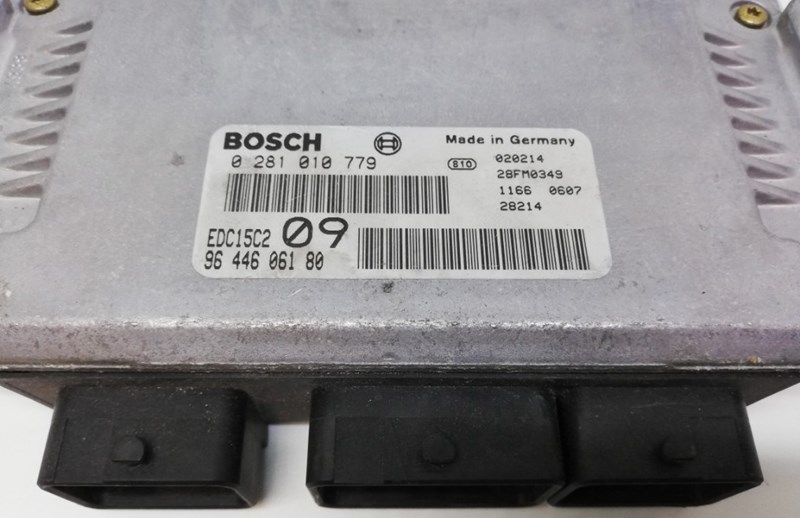 BOSCH
Made in Germany
0 281 010 779
810
020214
28FM0349
1166 0607
28214
EDC15C2 09
96 446 061 80